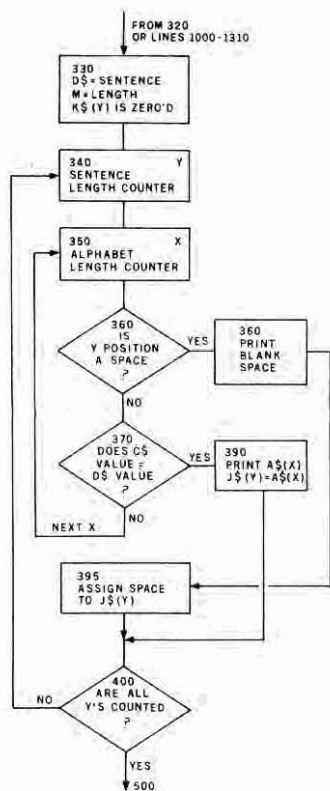 FROM 320
OR LINES 1000-1310
330
D$= SENTENCE
M= LENGTH
K$(Y) IS ZERO'D
340 Y
SENTENCE
LENGTH COUNTER
350 X
ALPHABET
LENGTH COUNTER
360
IS
Y POSITION
A SPACE
?
YES
360
PRINT
BLANK
SPACE
NO
370
DOES C$
VALUE =
D$ VALUE
?
YES
390
PRINT A$(X)
J$(Y)=A$(X)
NEXT X
NO
395
ASSIGN SPACE
TO J$(Y)
400
ARE ALL
Y'S COUNTED
?
NO
YES
500